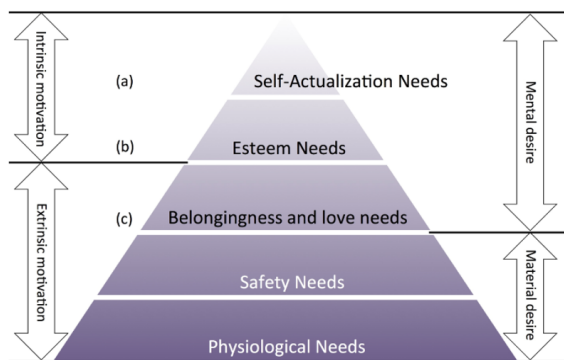 Intrinsic motivation
(a)
Self-Actualization Needs
Mental desire
(b)
Esteem Needs
Extrinsic motivation
(c)
Belongingness and love needs
Safety Needs
Material desire
Physiological Needs